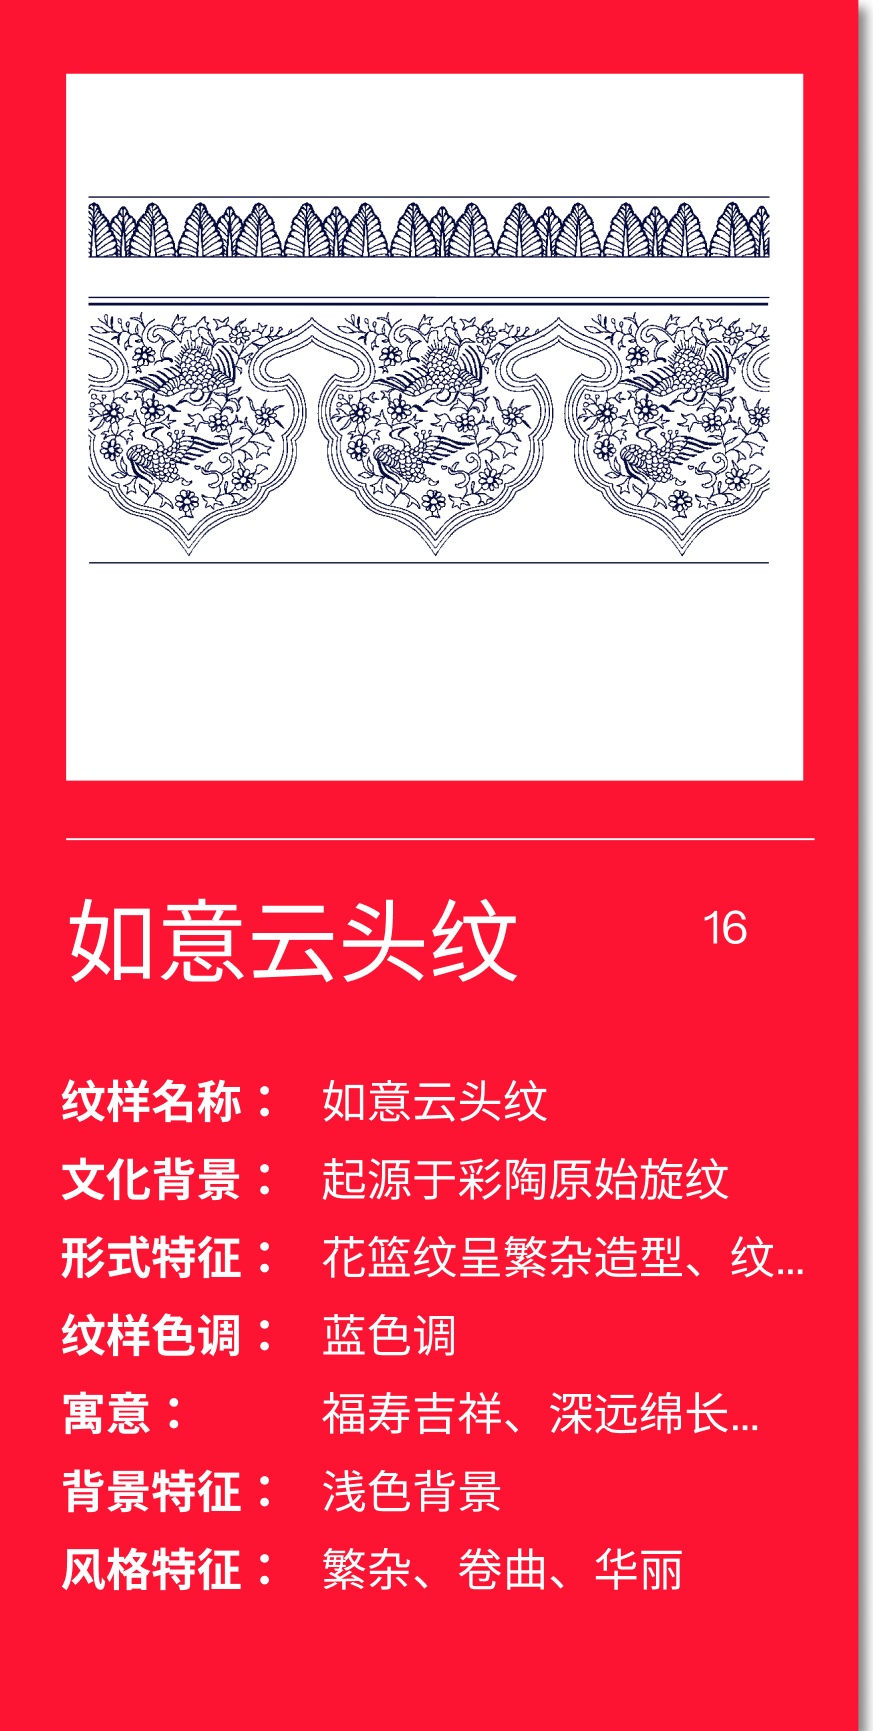 如意云头纹 16
纹样名称： 如意云头纹
文化背景： 起源于彩陶原始旋纹
形式特征： 花篮纹呈繁杂造型、纹...
纹样色调： 蓝色调
寓意： 福寿吉祥、深远绵长...
背景特征： 浅色背景
风格特征： 繁杂、卷曲、华丽